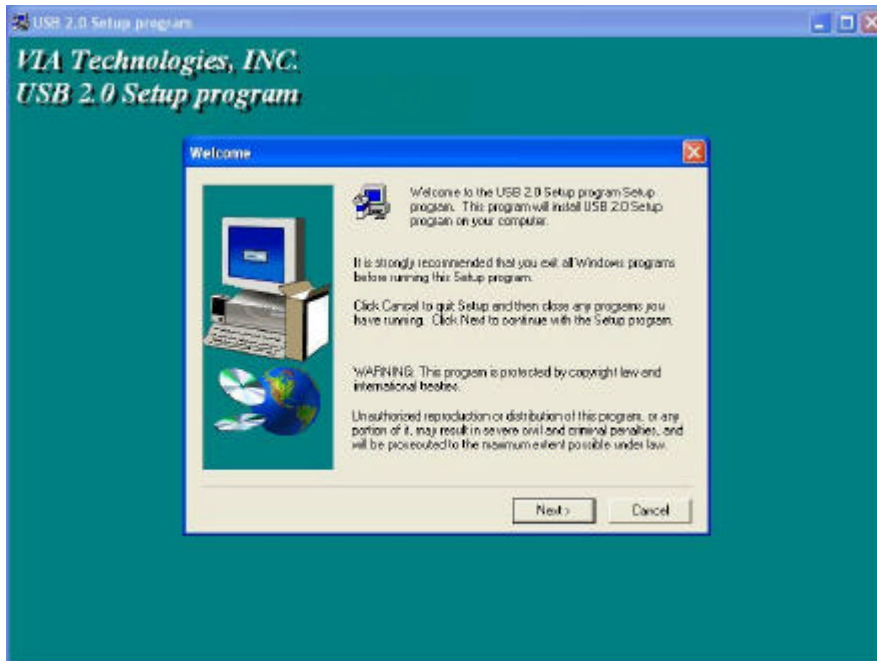 USB 2.0 Setup program
VIA Technologies, INC.
USB 2.0 Setup program
Welcome
Welcome to the USB 2.0 Setup program Setup
program. This program will install USB 2.0 Setup
program on your computer.
It is strongly recommended that you exit all Windows programs
before running this Setup program.
Click Cancel to quit Setup and then close any programs you
have running. Click Next to continue with the Setup program.
WARNING: This program is protected by copyright law and
international treaties.
Unauthorized reproduction or distribution of this program, or any
portion of it, may result in severe civil and criminal penalties, and
will be prosecuted to the maximum extent possible under law.
Next >
Cancel